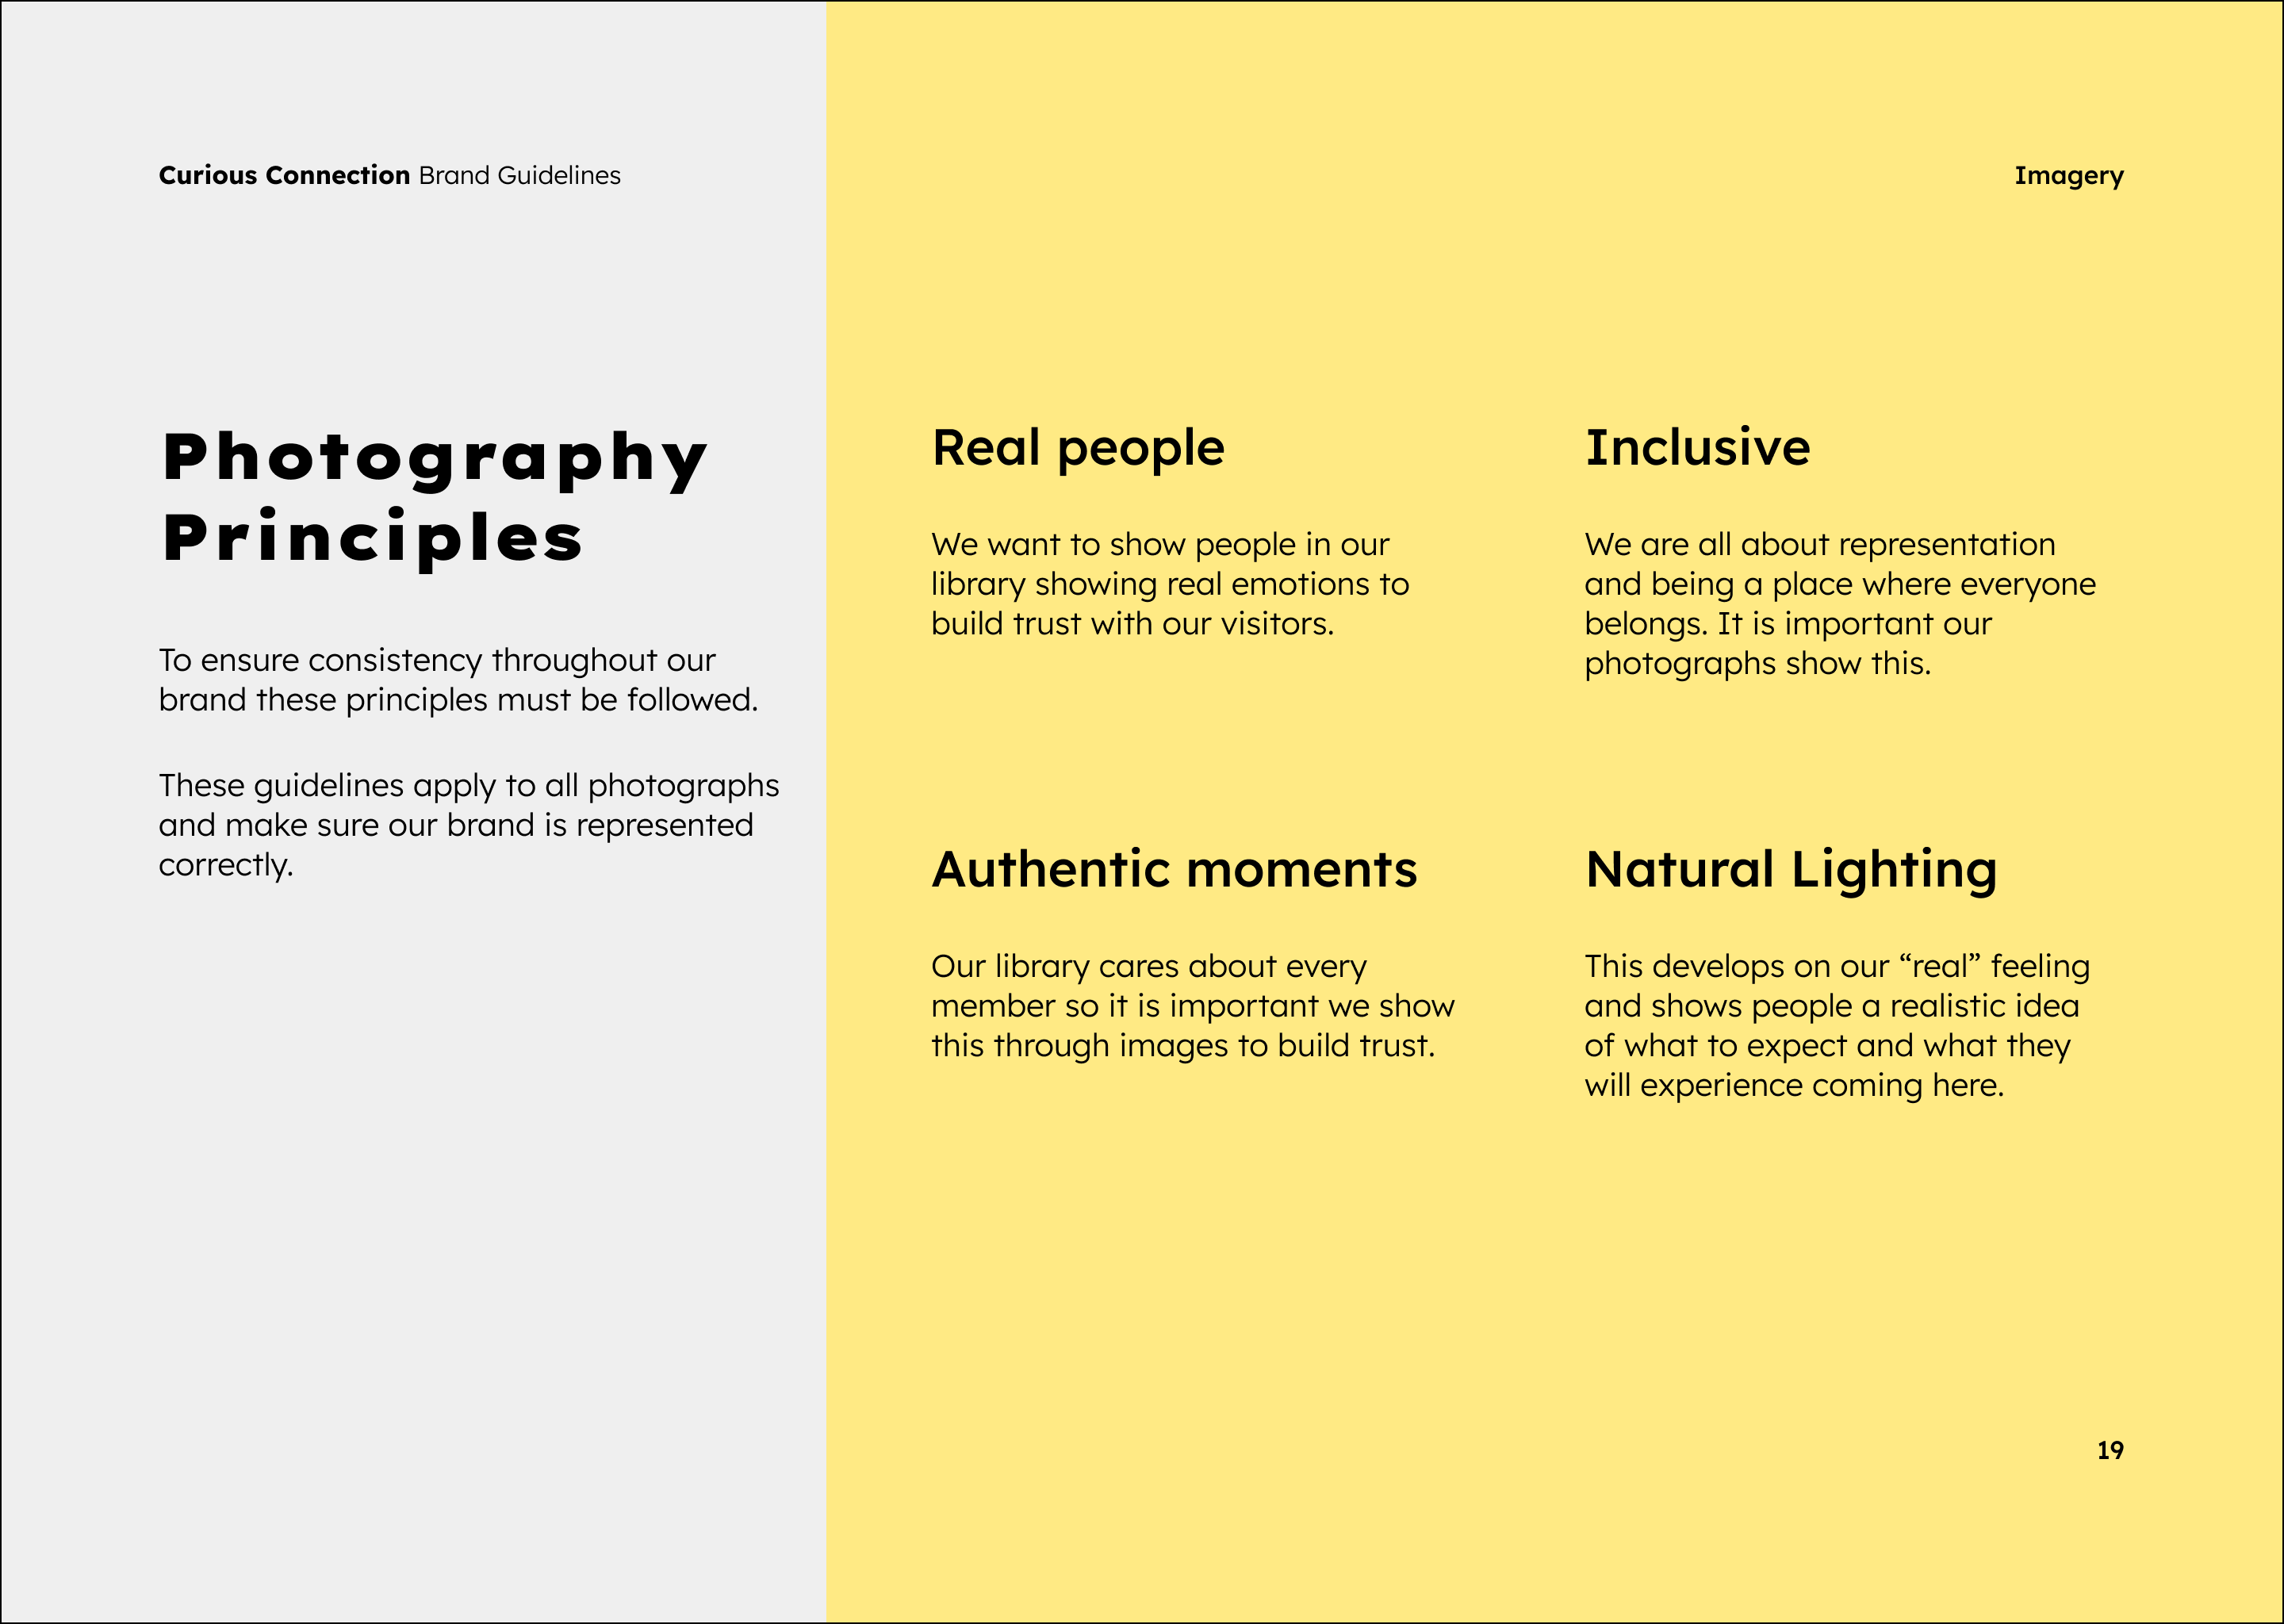 Curious Connection Brand Guidelines
Imagery
Photography
Principles
To ensure consistency throughout our
brand these principles must be followed.
These guidelines apply to all photographs
and make sure our brand is represented
correctly.
Real people
We want to show people in our
library showing real emotions to
build trust with our visitors.
Inclusive
We are all about representation
and being a place where everyone
belongs. It is important our
photographs show this.
Authentic moments
Our library cares about every
member so it is important we show
this through images to build trust.
Natural Lighting
This develops on our “real” feeling
and shows people a realistic idea
of what to expect and what they
will experience coming here.
19